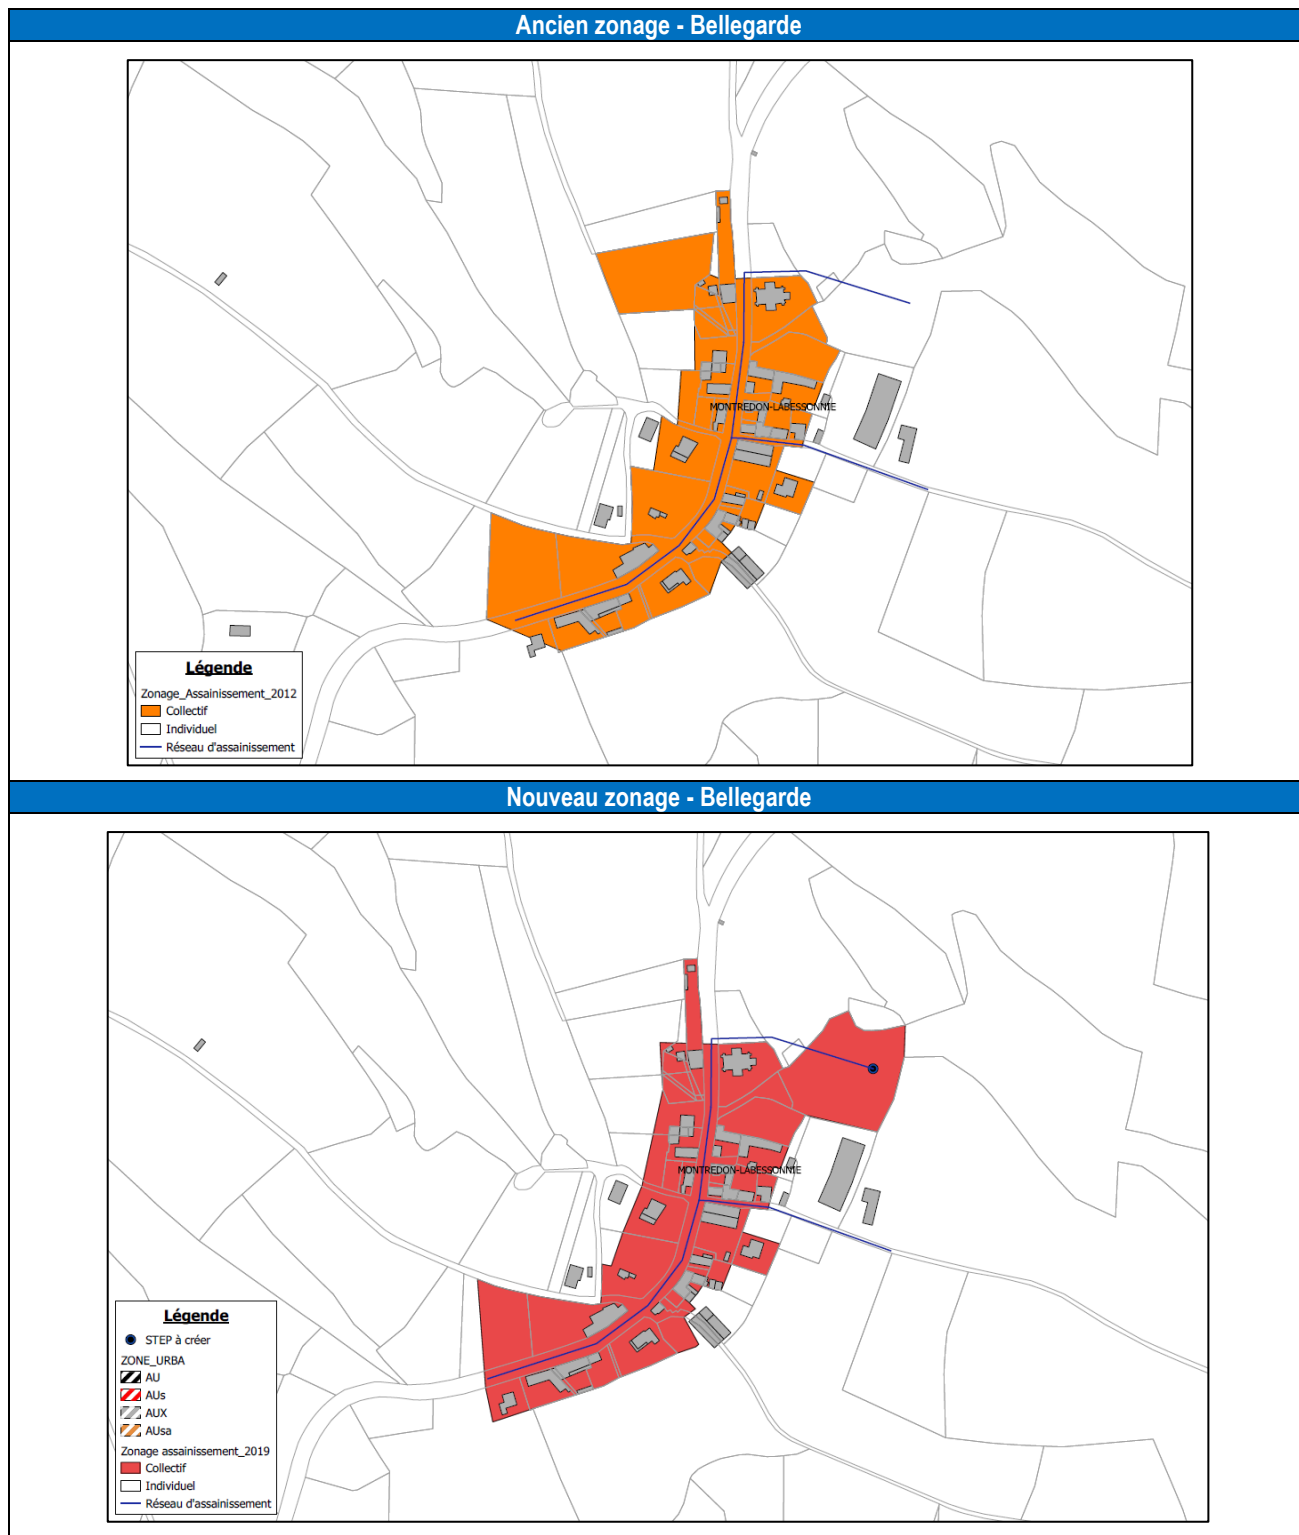 Ancien zonage - Bellegarde
MONTREDON-LABESSONNIE
Légende
Zonage_Assainissement_2012
Collectif
Individuel
Réseau d'assainissement
Nouveau zonage - Bellegarde
MONTREDON-LABESSONNIE
Légende
STEP à créer
ZONE_URBA
AU
AUs
AUX
AUsa
Zonage assainissement_2019
Collectif
Individuel
Réseau d'assainissement